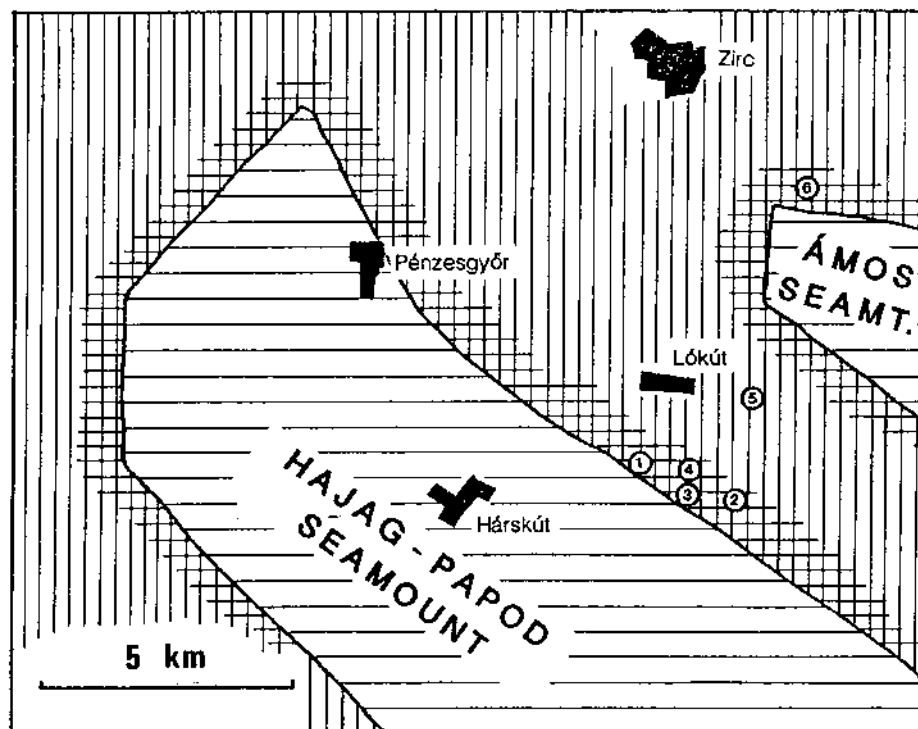 Zirc
6
ÁMOS
SEAMT.
Pénzesgyőr
Lókút
5
1
4
3
2
HAJAG-PAPOD
SEAMOUNT
Hárskút
5 km